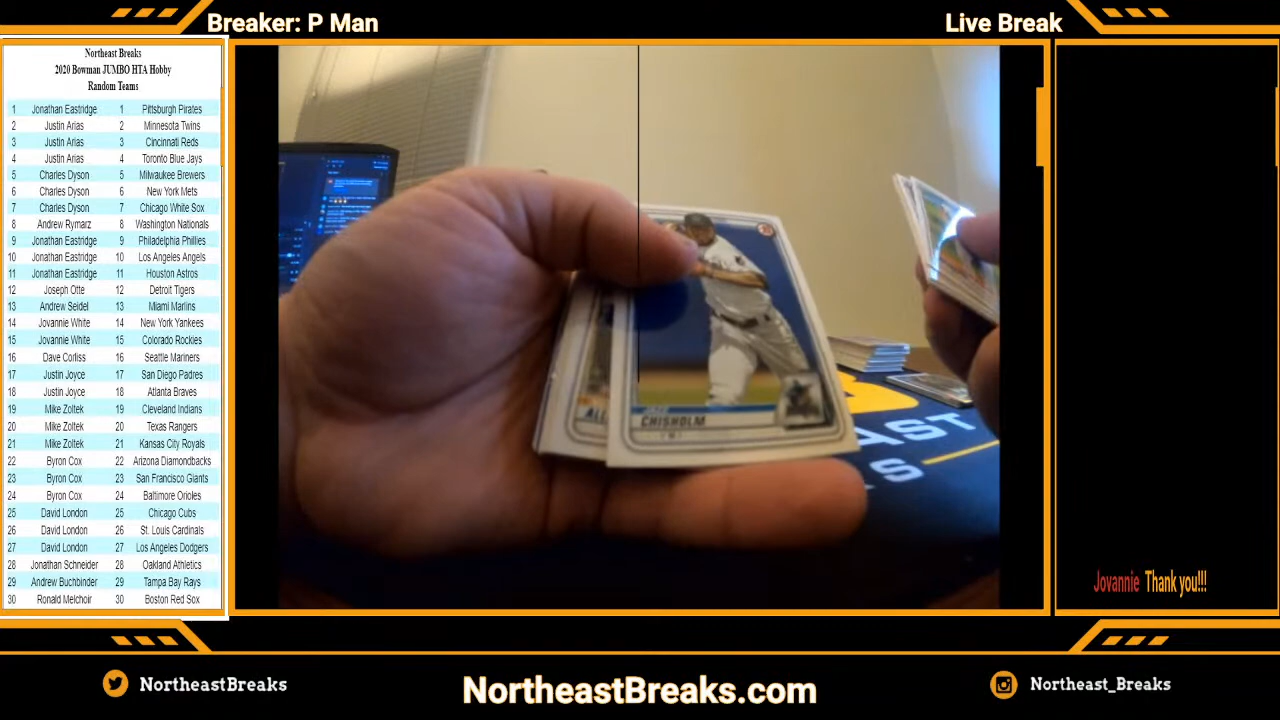 Breaker: P Man
Live Break
Northeast Breaks
2020 Bowman JUMBO HTA Hobby
Random Teams
1 Jonathan Eastridge 1 Pittsburgh Pirates
2 Justin Arias 2 Minnesota Twins
3 Justin Arias 3 Cincinnati Reds
4 Justin Arias 4 Toronto Blue Jays
5 Charles Dyson 5 Milwaukee Brewers
6 Charles Dyson 6 New York Mets
7 Charles Dyson 7 Chicago White Sox
8 Andrew Rymarz 8 Washington Nationals
9 Jonathan Eastridge 9 Philadelphia Phillies
10 Jonathan Eastridge 10 Los Angeles Angels
11 Jonathan Eastridge 11 Houston Astros
12 Joseph Otte 12 Detroit Tigers
13 Andrew Seidel 13 Miami Marlins
14 Jovannie White 14 New York Yankees
15 Jovannie White 15 Colorado Rockies
16 Dave Corliss 16 Seattle Mariners
17 Justin Joyce 17 San Diego Padres
18 Justin Joyce 18 Atlanta Braves
19 Mike Zoltek 19 Cleveland Indians
20 Mike Zoltek 20 Texas Rangers
21 Mike Zoltek 21 Kansas City Royals
22 Byron Cox 22 Arizona Diamondbacks
23 Byron Cox 23 San Francisco Giants
24 Byron Cox 24 Baltimore Orioles
25 David London 25 Chicago Cubs
26 David London 26 St. Louis Cardinals
27 David London 27 Los Angeles Dodgers
28 Jonathan Schneider 28 Oakland Athletics
29 Andrew Buchbinder 29 Tampa Bay Rays
30 Ronald Melchoir 30 Boston Red Sox
CHISHOLM
AST
S
Jovannie Thank you!!!
NortheastBreaks
NortheastBreaks.com
Northeast_Breaks